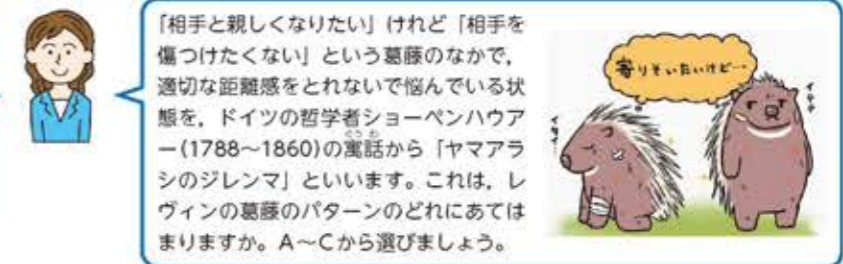 「相手と親しくなりたい」けれど「相手を
傷つけたくない」という葛藤のなかで，
適切な距離感をとれないで悩んでいる状
態を，ドイツの哲学者ショーペンハウア
ー(1788～1860)の寓話から「ヤマアラ
シのジレンマ」といいます。これは，レ
ヴィンの葛藤のパターンのどれにあては
まりますか。A～Cから選びましょう。
ぐう わ
寄りそいたいけど…
イタイ…